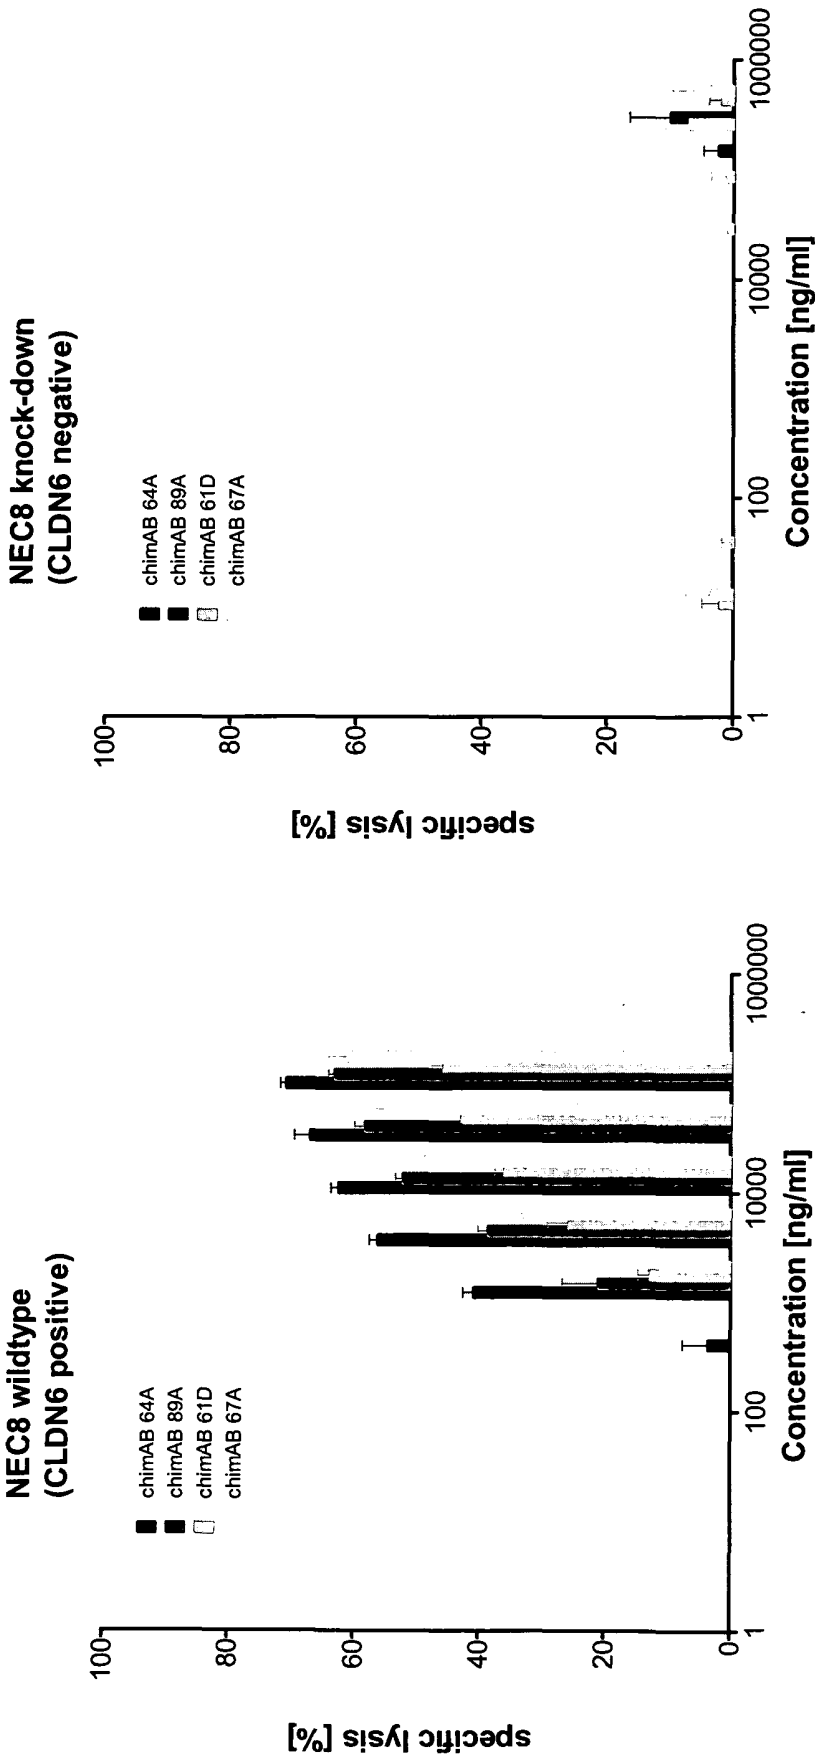 NEC8 wildtype
(CLDN6 positive)
chimAB 64A
chimAB 89A
chimAB 61D
chimAB 67A
specific lysis [%]
100
80
60
40
20
0
1
100
10000
1000000
Concentration [ng/ml]
NEC8 knock-down
(CLDN6 negative)
chimAB 64A
chimAB 89A
chimAB 61D
chimAB 67A
specific lysis [%]
100
80
60
40
20
0
1
100
10000
1000000
Concentration [ng/ml]